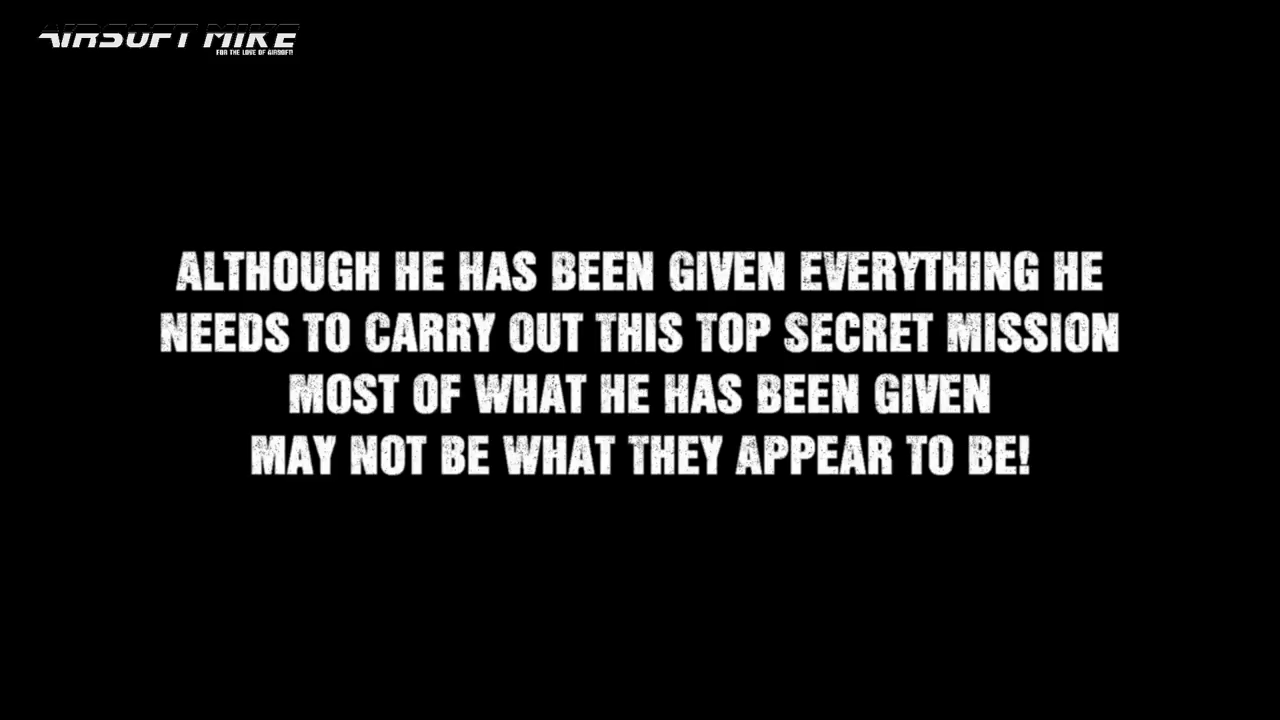 AIRSOFT MIKE
FOR THE LOVE OF AIRSOFT!
ALTHOUGH HE HAS BEEN GIVEN EVERYTHING HE
NEEDS TO CARRY OUT THIS TOP SECRET MISSION
MOST OF WHAT HE HAS BEEN GIVEN
MAY NOT BE WHAT THEY APPEAR TO BE!